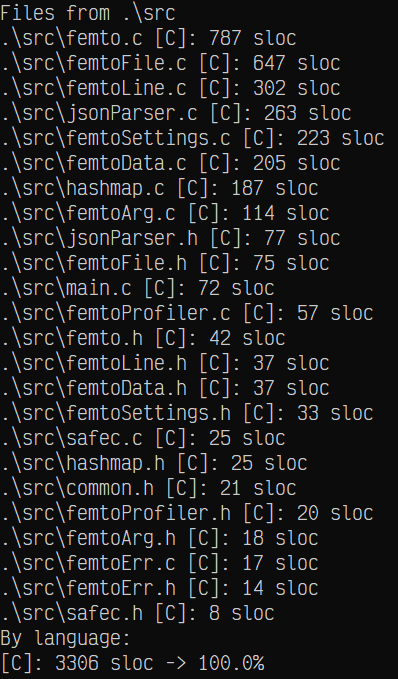 Files from .\src
.\src\femto.c [C]: 787 sloc
.\src\femtoFile.c [C]: 647 sloc
.\src\femtoLine.c [C]: 302 sloc
.\src\jsonParser.c [C]: 263 sloc
.\src\femtoSettings.c [C]: 223 sloc
.\src\femtoData.c [C]: 205 sloc
.\src\hashmap.c [C]: 187 sloc
.\src\femtoArg.c [C]: 114 sloc
.\src\jsonParser.h [C]: 77 sloc
.\src\femtoFile.h [C]: 75 sloc
.\src\main.c [C]: 72 sloc
.\src\femtoProfiler.c [C]: 57 sloc
.\src\femto.h [C]: 42 sloc
.\src\femtoLine.h [C]: 37 sloc
.\src\femtoData.h [C]: 37 sloc
.\src\femtoSettings.h [C]: 33 sloc
.\src\safec.c [C]: 25 sloc
.\src\hashmap.h [C]: 25 sloc
.\src\common.h [C]: 21 sloc
.\src\femtoProfiler.h [C]: 20 sloc
.\src\femtoArg.h [C]: 18 sloc
.\src\femtoErr.c [C]: 17 sloc
.\src\femtoErr.h [C]: 14 sloc
.\src\safec.h [C]: 8 sloc
By language:
[C]: 3306 sloc -> 100.0%